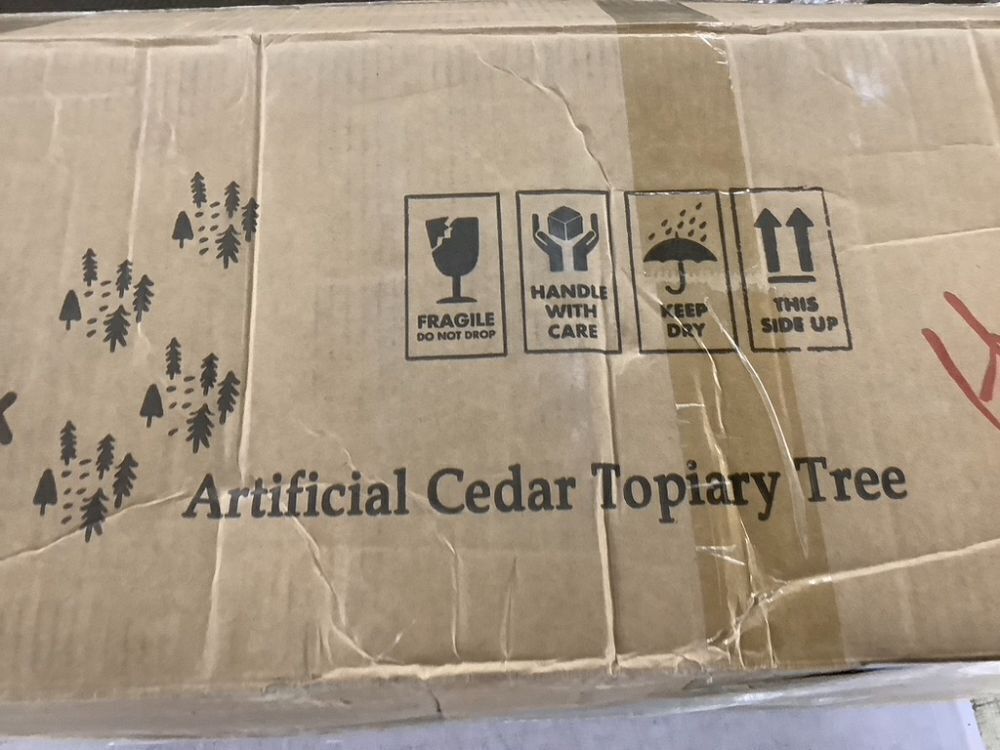 FRAGILE
DO NOT DROP
HANDLE
WITH
CARE
KEEP
DRY
THIS
SIDE UP
Artificial Cedar Topiary Tree